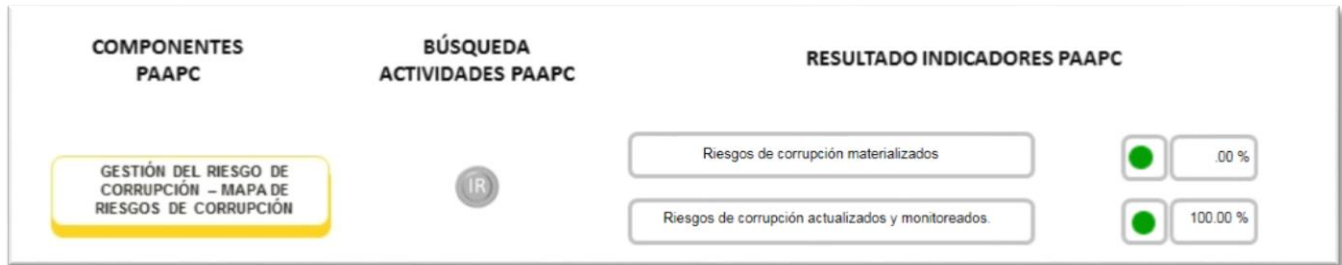 COMPONENTES
PAAPC
BÚSQUEDA
ACTIVIDADES PAAPC
RESULTADO INDICADORES PAAPC
GESTIÓN DEL RIESGO DE
CORRUPCIÓN – MAPA DE
RIESGOS DE CORRUPCIÓN
IR
Riesgos de corrupción materializados
.00 %
Riesgos de corrupción actualizados y monitoreados.
100.00 %